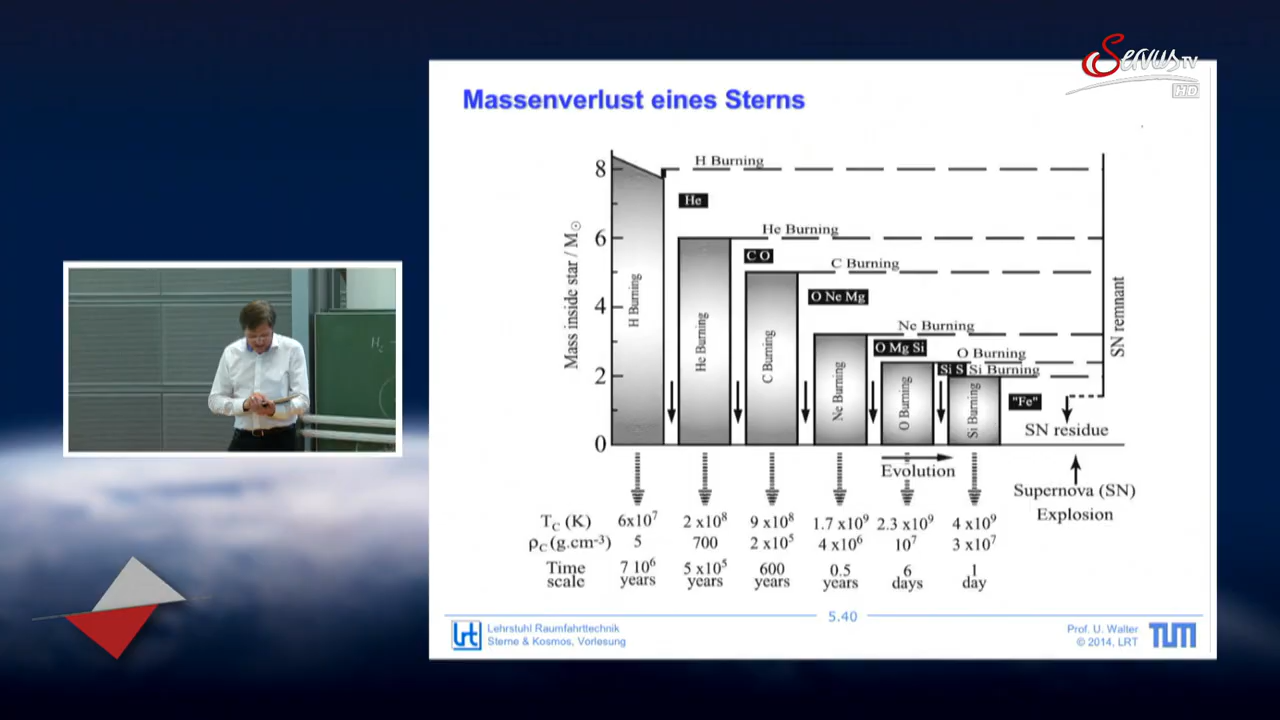 Servus TV
HD
Massenverlust eines Sterns
Mass inside star / M☉
8
6
4
2
0
H Burning
He Burning
C Burning
Ne Burning
O Burning
Si Burning
He
C O
O Ne Mg
O Mg Si
Si S
"Fe"
H Burning
He Burning
C Burning
Ne Burning
O Burning
Si Burning
SN remnant
SN residue
Evolution
Supernova (SN)
Explosion
T_C (K) 6x10⁷ 2 x10⁸ 9 x10⁸ 1.7 x10⁹ 2.3 x10⁹ 4 x10⁹
ρ_C (g.cm⁻³) 5 700 2 x10⁵ 4 x10⁶ 10⁷ 3 x10⁷
Time 7 10⁶ 5 x10⁵ 600 0.5 6 1
scale years years years years days day
5.40
lrt
Lehrstuhl Raumfahrttechnik
Sterne & Kosmos, Vorlesung
Prof. U. Walter
© 2014, LRT
TUM